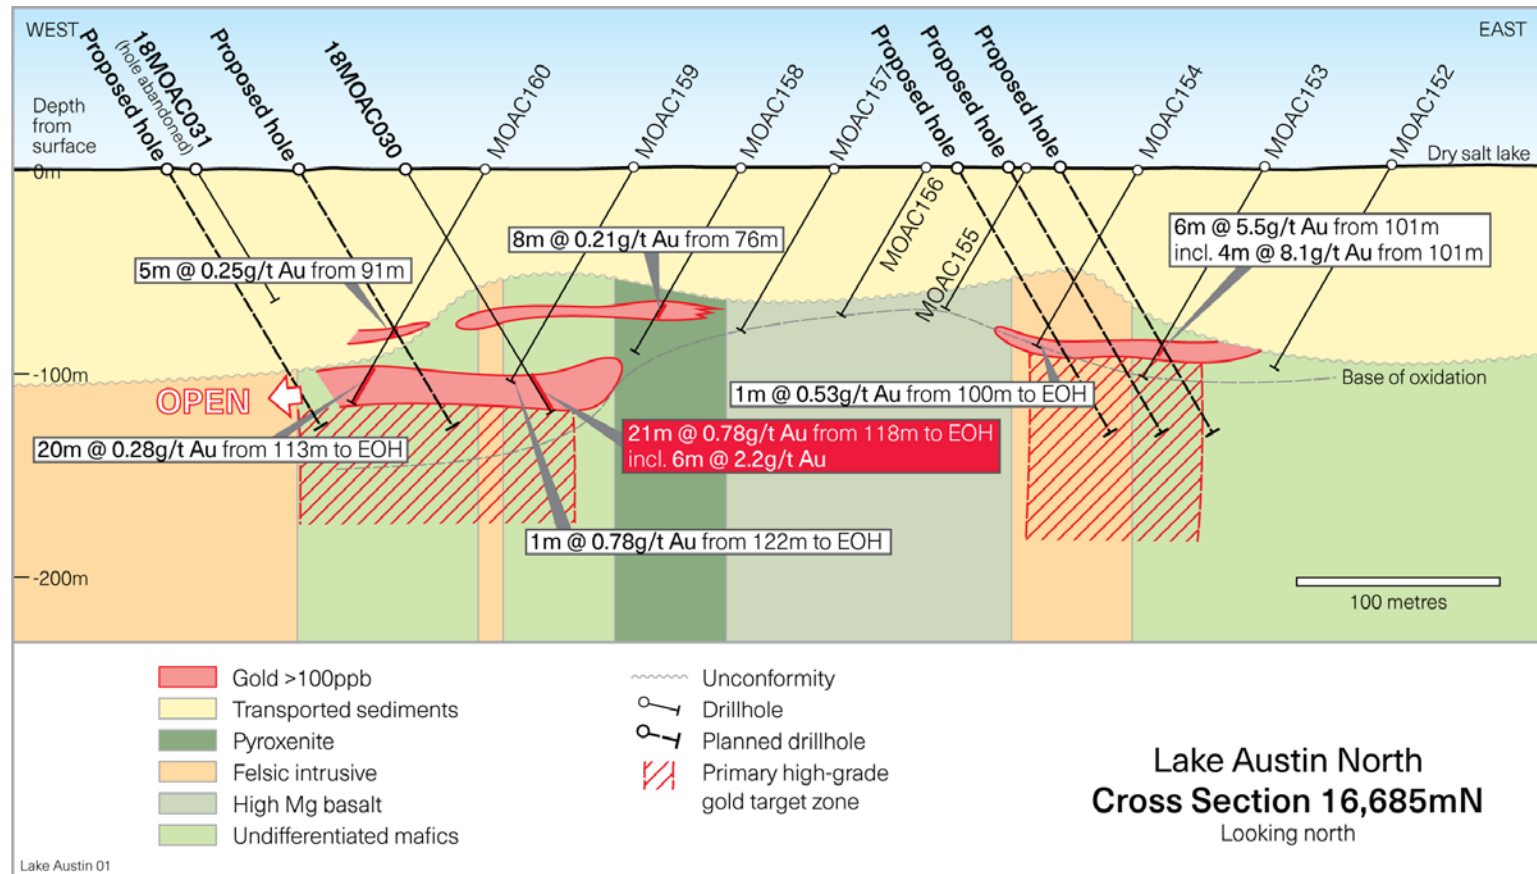 WEST
EAST
Proposed hole
18MOAC031
(hole abandoned)
Proposed hole
18MOAC030
MOAC160
MOAC159
MOAC158
MOAC157
Proposed hole
Proposed hole
Proposed hole
MOAC154
MOAC153
MOAC152
Depth
from
surface
0m
Dry salt lake
MOAC156
MOAC155
8m @ 0.21g/t Au from 76m
6m @ 5.5g/t Au from 101m
incl. 4m @ 8.1g/t Au from 101m
5m @ 0.25g/t Au from 91m
-100m
OPEN
Base of oxidation
1m @ 0.53g/t Au from 100m to EOH
20m @ 0.28g/t Au from 113m to EOH
21m @ 0.78g/t Au from 118m to EOH
incl. 6m @ 2.2g/t Au
1m @ 0.78g/t Au from 122m to EOH
-200m
100 metres
Gold >100ppb
Transported sediments
Pyroxenite
Felsic intrusive
High Mg basalt
Undifferentiated mafics
Unconformity
Drillhole
Planned drillhole
Primary high-grade
gold target zone
Lake Austin North
Cross Section 16,685mN
Looking north
Lake Austin 01